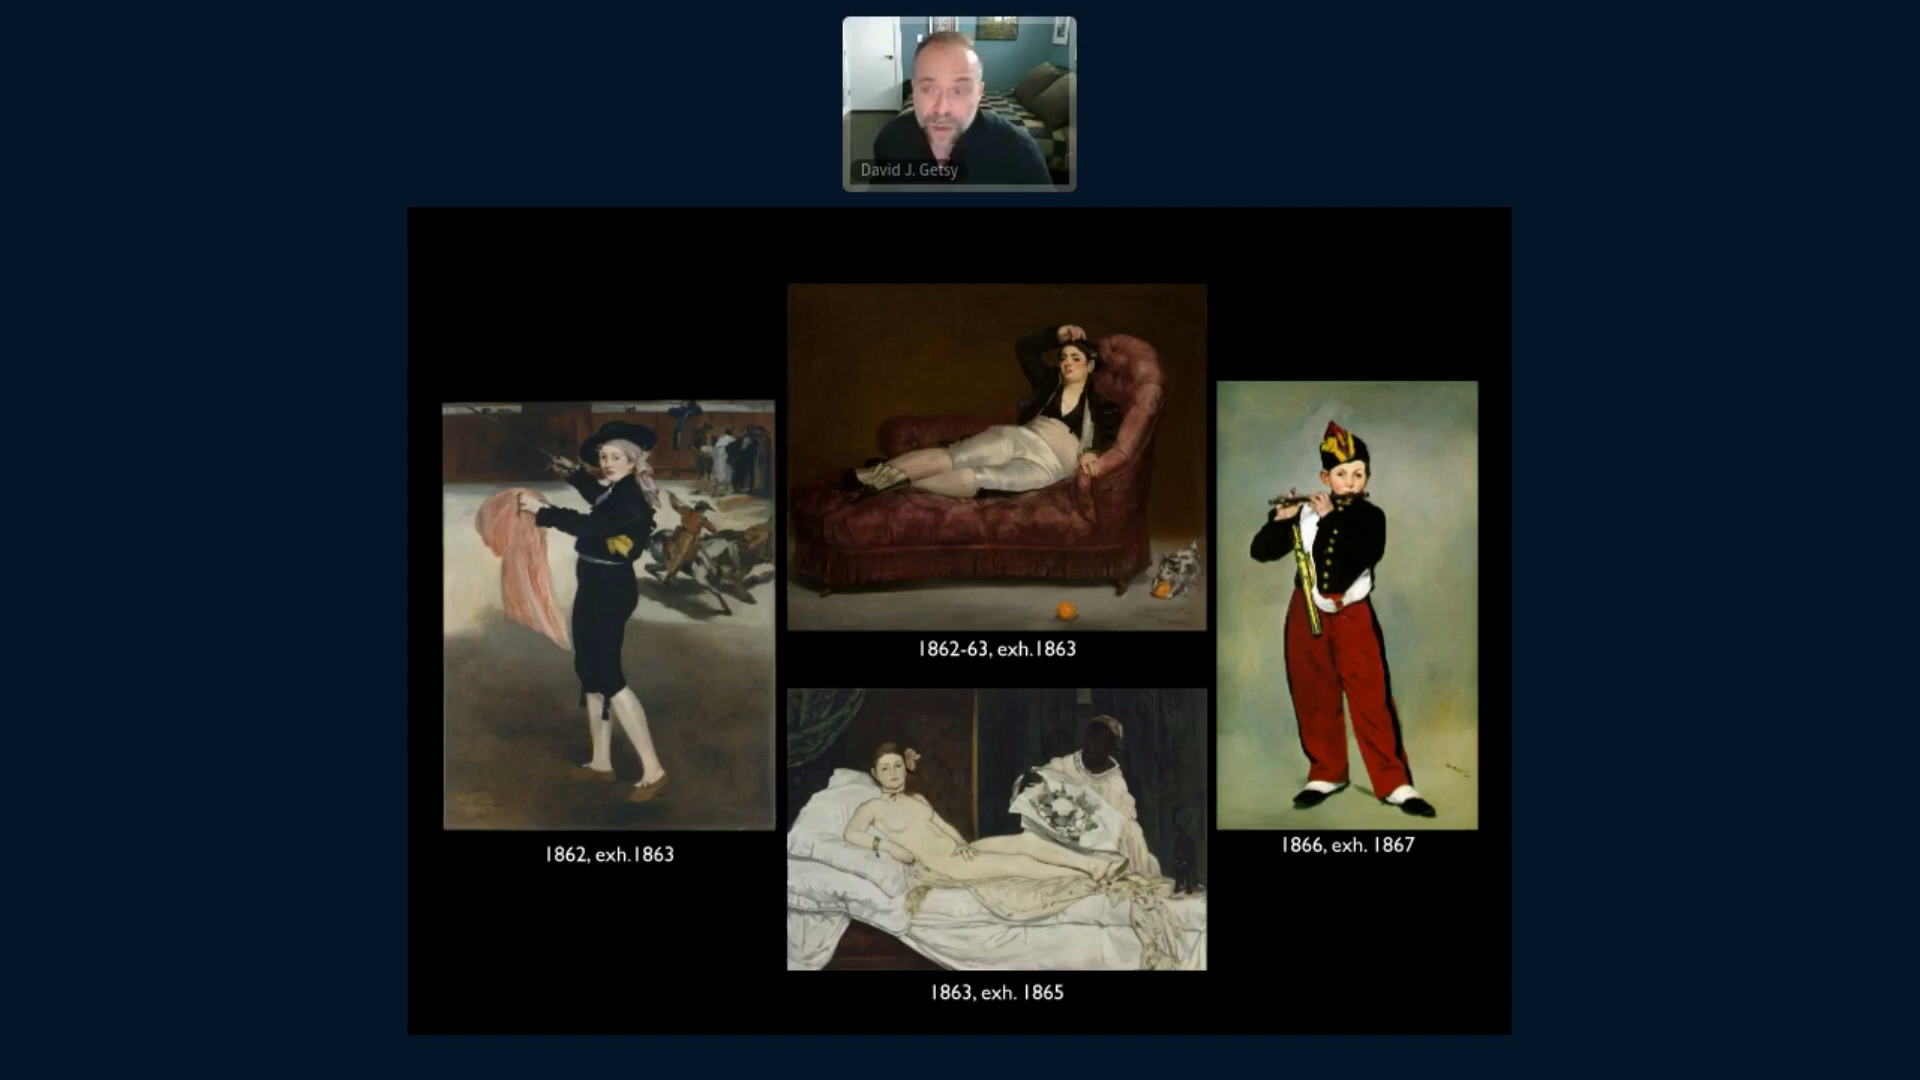 David J. Getsy
1862-63, exh.1863
1862, exh.1863
1866, exh. 1867
1863, exh. 1865